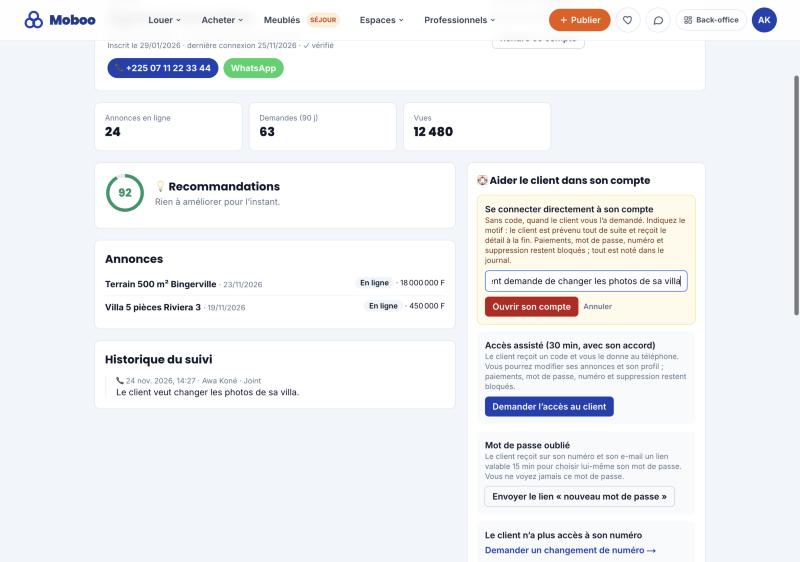 Moboo
Louer
Acheter
Meublés
SÉJOUR
Espaces
Professionnels
+ Publier
Back-office
AK
Inscrit le 29/01/2026 · dernière connexion 25/11/2026 · ✓ vérifié
+225 07 11 22 33 44
WhatsApp
Annonces en ligne
24
Demandes (90 j)
63
Vues
12 480
92
Recommandations
Rien à améliorer pour l'instant.
Annonces
Terrain 500 m² Bingerville · 23/11/2026
En ligne · 18 000 000 F
Villa 5 pièces Riviera 3 · 19/11/2026
En ligne · 450 000 F
Historique du suivi
24 nov. 2026, 14:27 · Awa Koné · Joint
Le client veut changer les photos de sa villa.
Aider le client dans son compte
Se connecter directement à son compte
Sans code, quand le client vous l'a demandé. Indiquez le
motif : le client est prévenu tout de suite et reçoit le
détail à la fin. Paiements, mot de passe, numéro et
suppression restent bloqués ; tout est noté dans le
journal.
nt demande de changer les photos de sa villa
Ouvrir son compte
Annuler
Accès assisté (30 min, avec son accord)
Le client reçoit un code et vous le donne au téléphone.
Vous pourrez modifier ses annonces et son profil ;
paiements, mot de passe, numéro et suppression restent
bloqués.
Demander l'accès au client
Mot de passe oublié
Le client reçoit sur son numéro et son e-mail un lien
valable 15 min pour choisir lui-même son mot de passe.
Vous ne voyez jamais ce mot de passe.
Envoyer le lien « nouveau mot de passe »
Le client n'a plus accès à son numéro
Demander un changement de numéro →